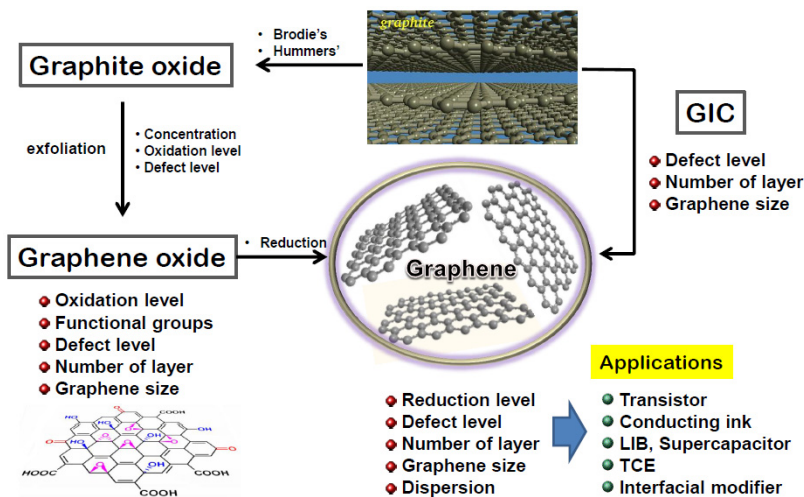 graphite
• Brodie's
• Hummers'
Graphite oxide
GIC
Defect level
Number of layer
Graphene size
exfoliation
• Concentration
• Oxidation level
• Defect level
Graphene oxide
• Reduction
Graphene
Oxidation level
Functional groups
Defect level
Number of layer
Graphene size
Reduction level
Defect level
Number of layer
Graphene size
Dispersion
Applications
Transistor
Conducting ink
LIB, Supercapacitor
TCE
Interfacial modifier
COOH
OH
O
HO
HOOC
COOH
COOH
COOH